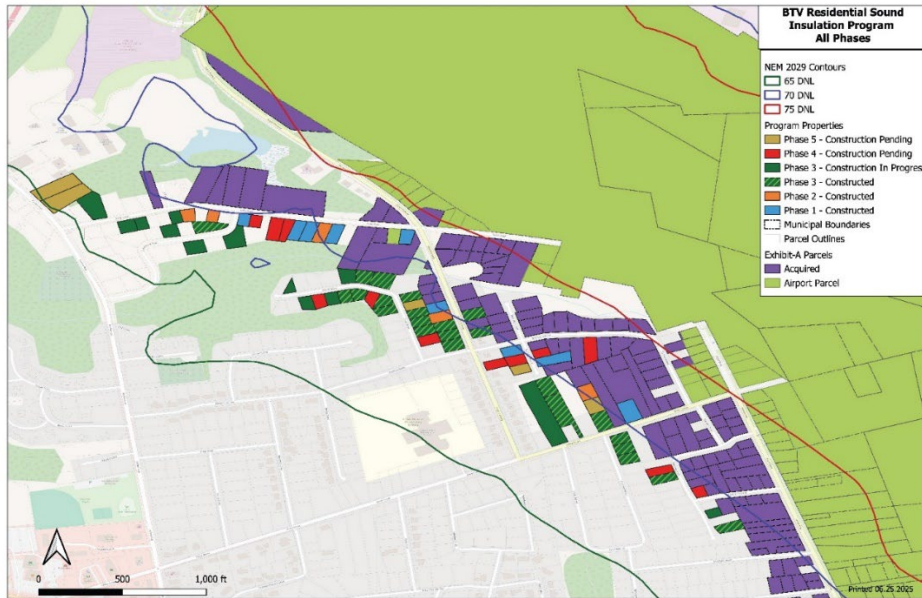 BTV Residential Sound
Insulation Program
All Phases
NEM 2029 Contours
65 DNL
70 DNL
75 DNL
Program Properties
Phase 5 - Construction Pending
Phase 4 - Construction Pending
Phase 3 - Construction In Progres
Phase 3 - Constructed
Phase 2 - Constructed
Phase 1 - Constructed
Municipal Boundaries
Parcel Outlines
Exhibit-A Parcels
Acquired
Airport Parcel
0 500 1,000 ft
Printed 06.25.2025